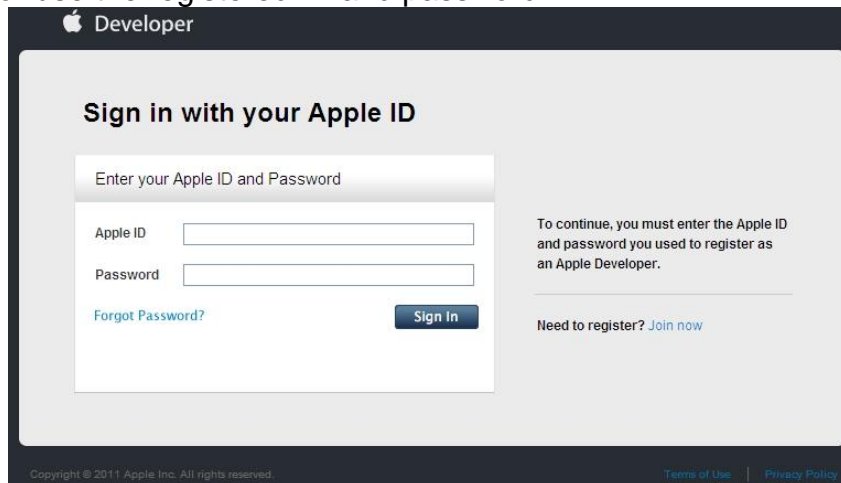 Developer
Sign in with your Apple ID
Enter your Apple ID and Password
Apple ID
Password
Forgot Password?
Sign In
To continue, you must enter the Apple ID
and password you used to register as
an Apple Developer.
Need to register? Join now
Copyright © 2011 Apple Inc. All rights reserved.
Terms of Use | Privacy Policy